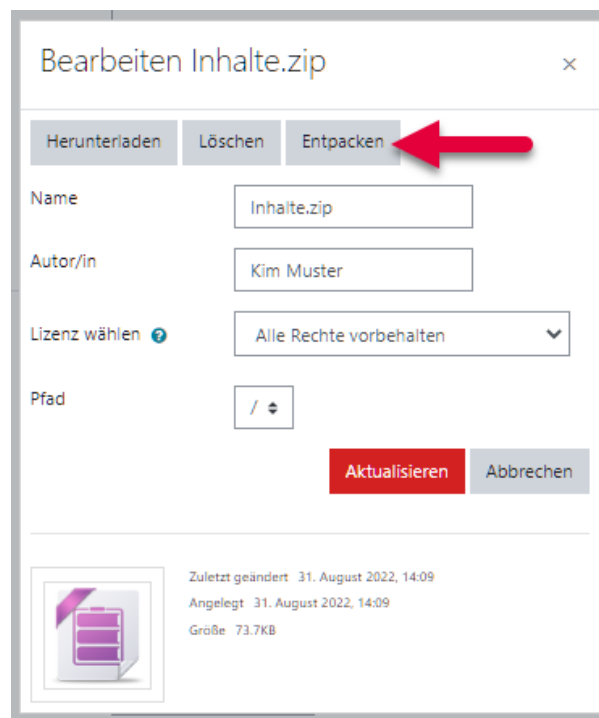 Bearbeiten Inhalte.zip ×
Herunterladen Löschen Entpacken
Name Inhalte.zip
Autor/in Kim Muster
Lizenz wählen ? Alle Rechte vorbehalten
Pfad /
Aktualisieren Abbrechen
Zuletzt geändert 31. August 2022, 14:09
Angelegt 31. August 2022, 14:09
Größe 73.7KB